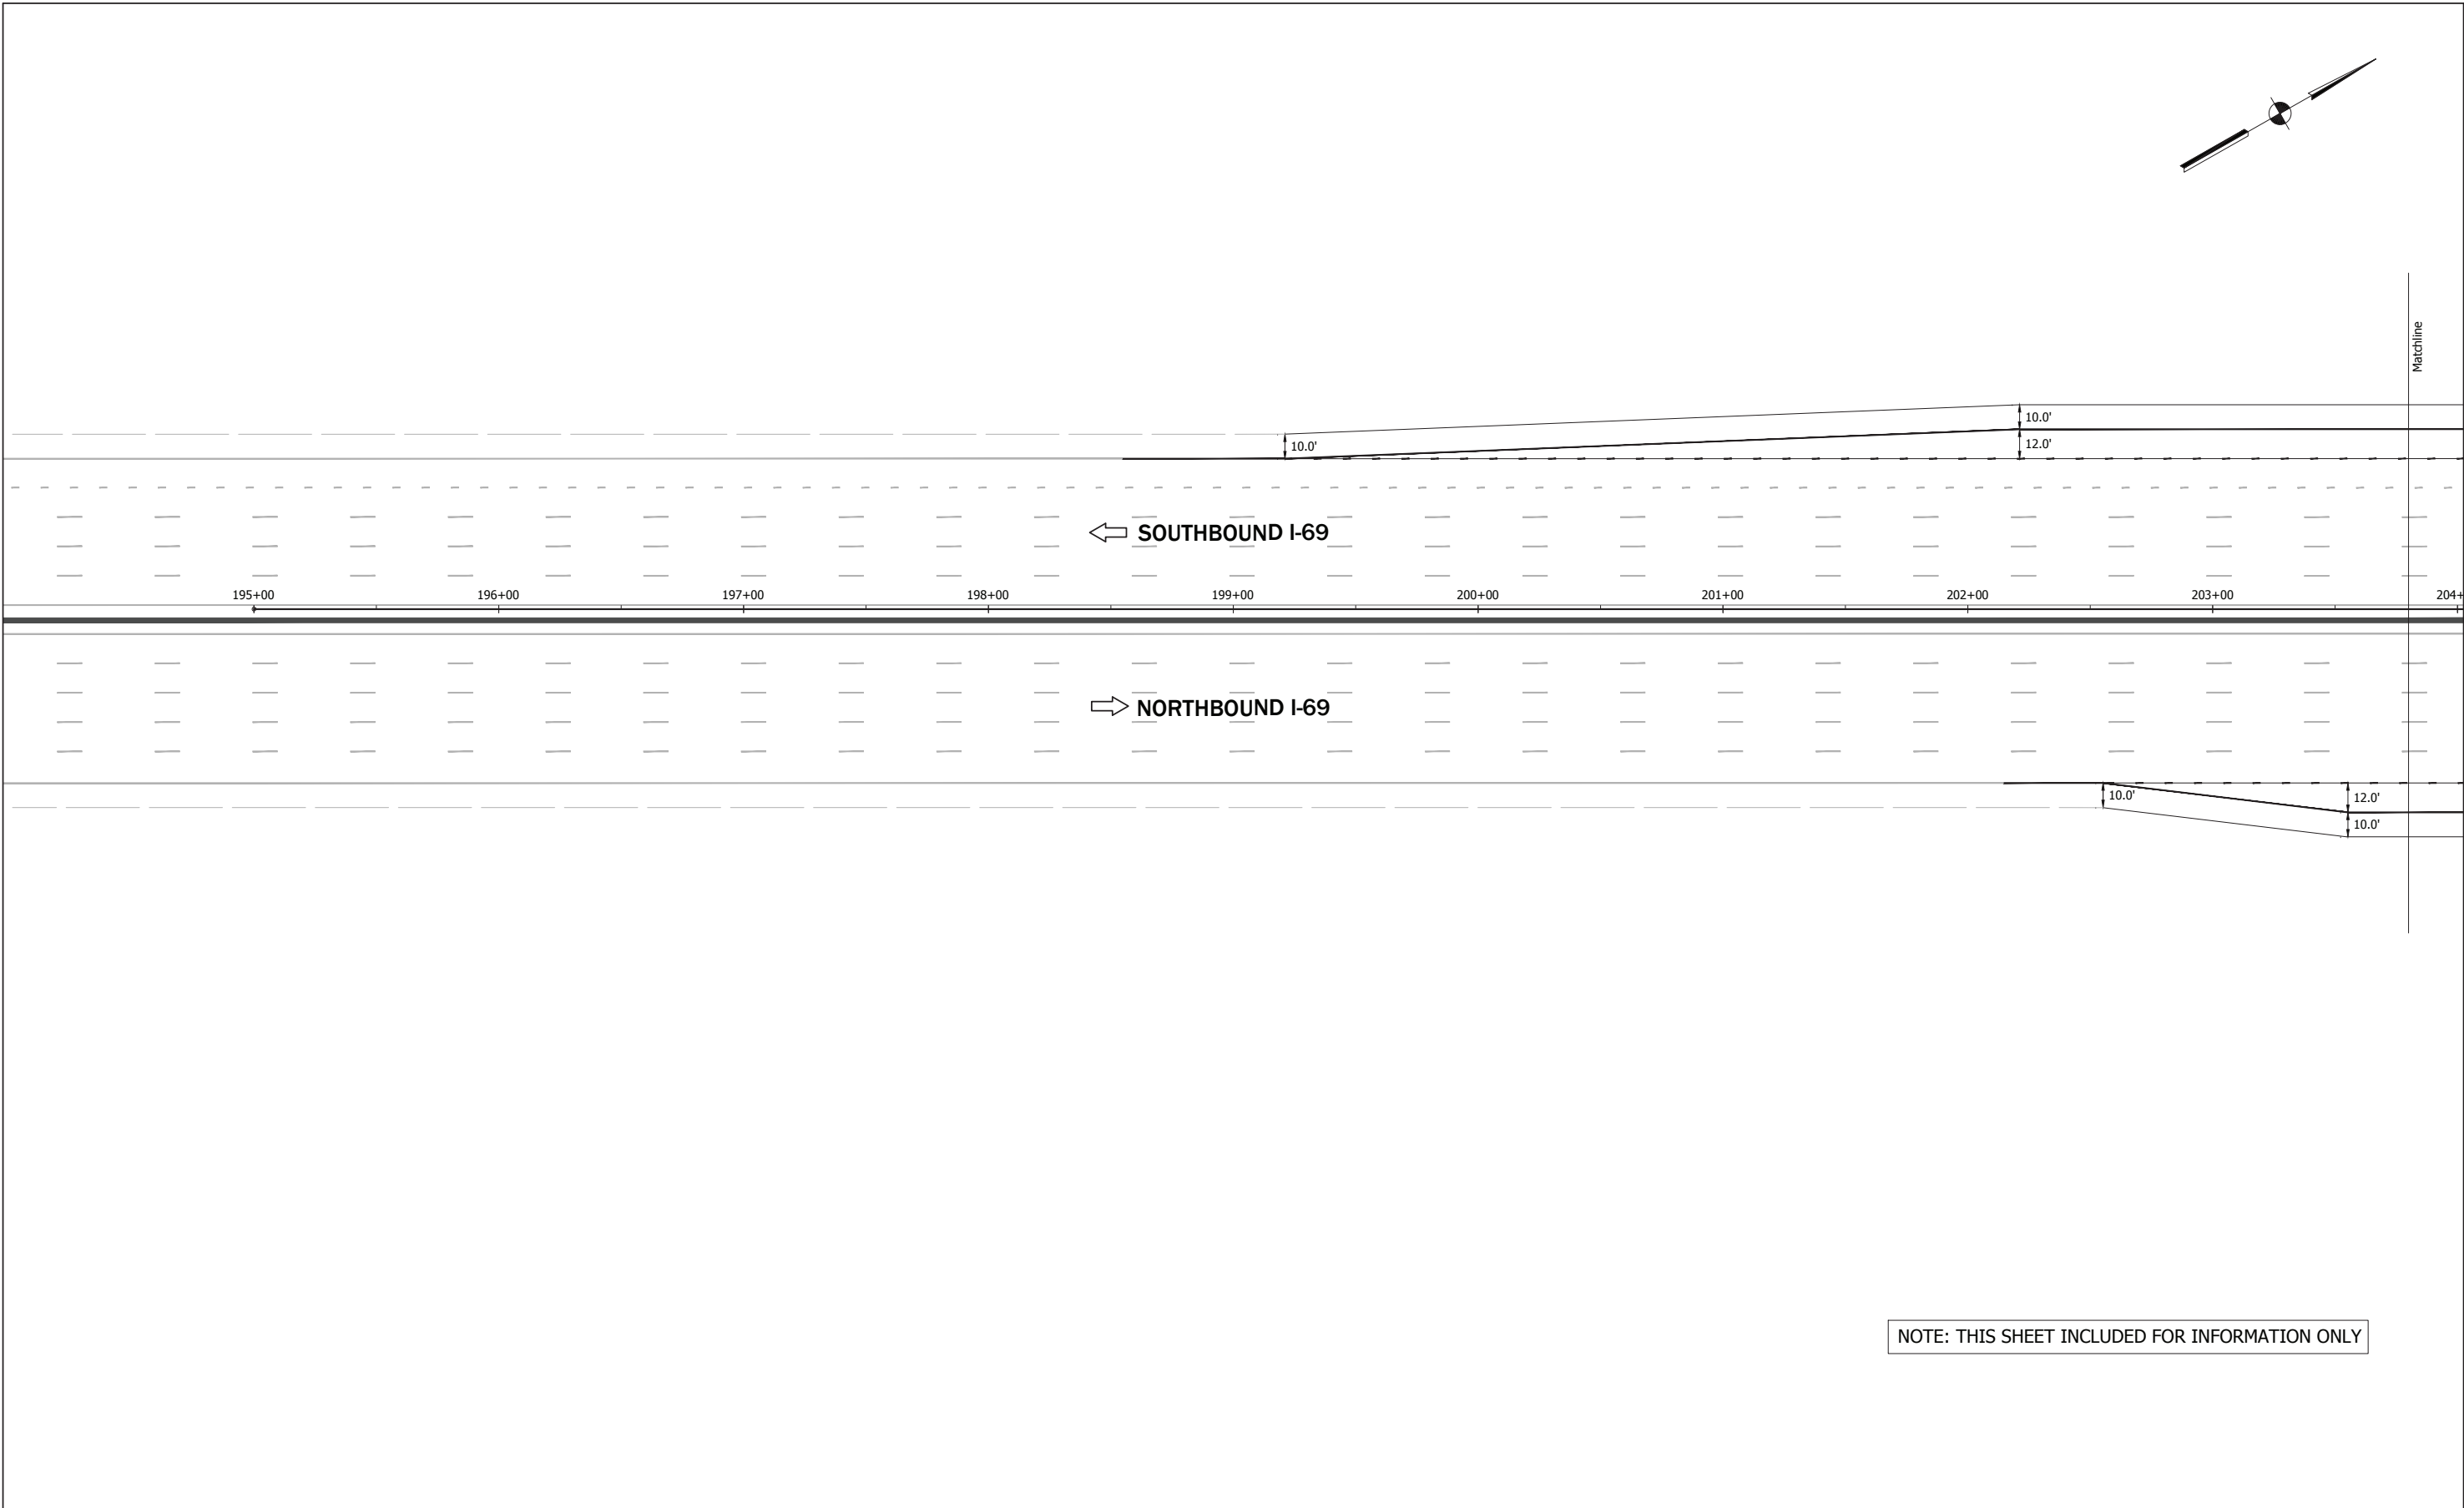 Matchline
10.0'
10.0'
12.0'
SOUTHBOUND I-69
195+00 196+00 197+00 198+00 199+00 200+00 201+00 202+00 203+00 204+
NORTHBOUND I-69
10.0'
12.0'
10.0'
NOTE: THIS SHEET INCLUDED FOR INFORMATION ONLY